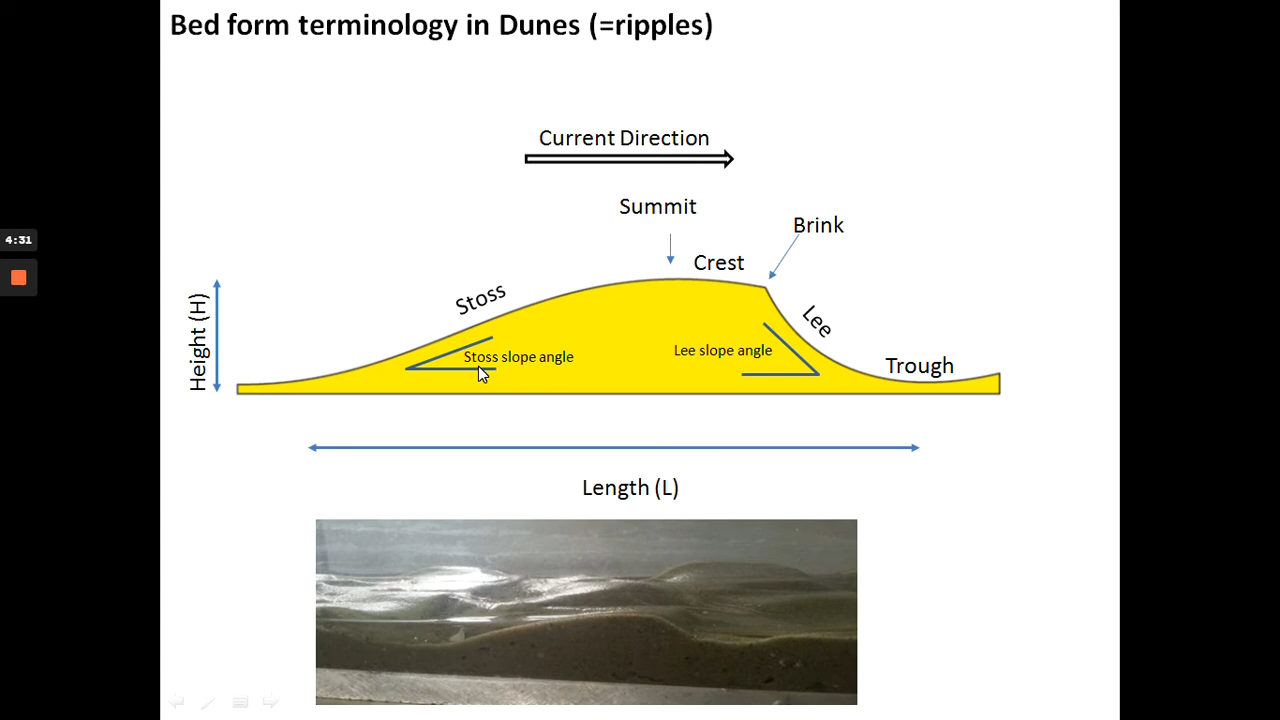 Bed form terminology in Dunes (=ripples)
Current Direction
Summit
Brink
Crest
Stoss
Lee
Height (H)
4:31
Stoss slope angle
Lee slope angle
Trough
Length (L)